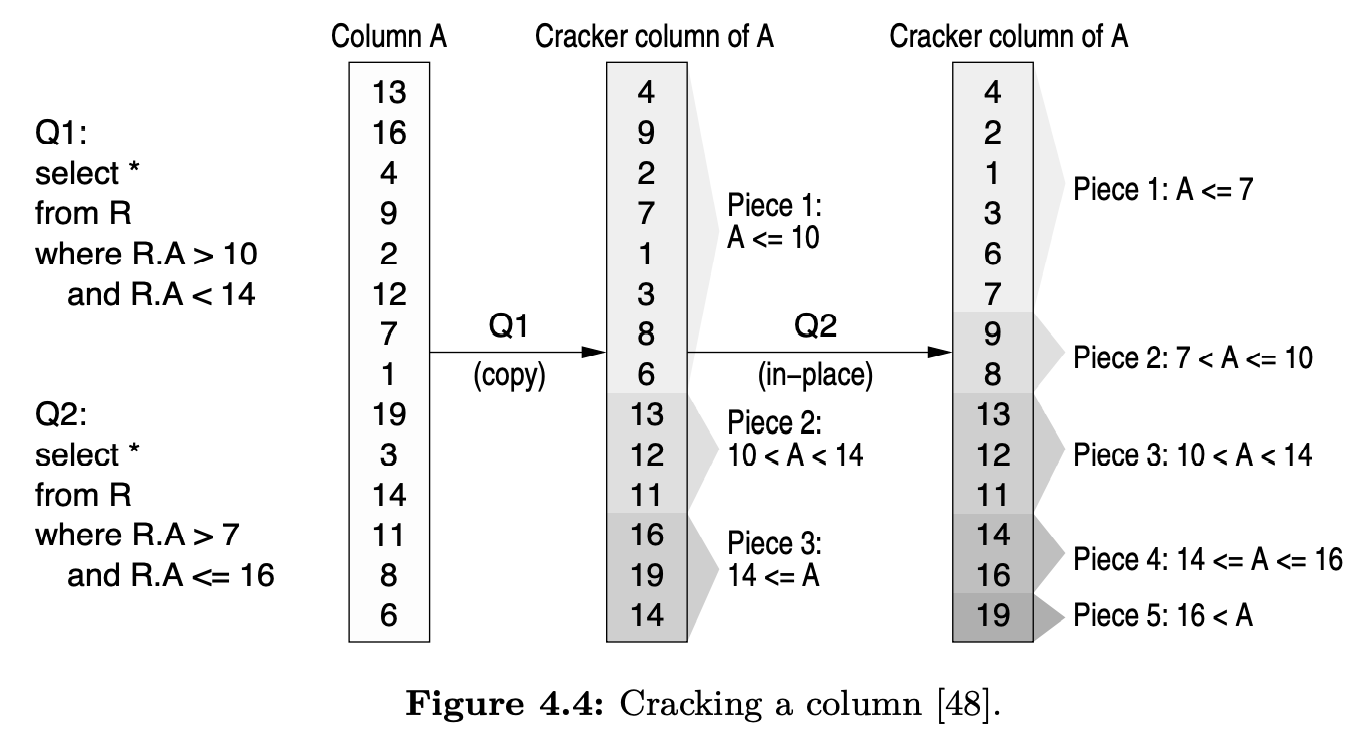 Column A
Cracker column of A
Cracker column of A
Q1:
select *
from R
where R.A > 10
and R.A < 14
Q2:
select *
from R
where R.A > 7
and R.A <= 16
13
16
4
9
2
12
7
1
19
3
14
11
8
6
Q1
(copy)
4
9
2
7
1
3
8
6
13
12
11
16
19
14
Piece 1:
A <= 10
Piece 2:
10 < A < 14
Piece 3:
14 <= A
Q2
(in–place)
4
2
1
3
6
7
9
8
13
12
11
14
16
19
Piece 1: A <= 7
Piece 2: 7 < A <= 10
Piece 3: 10 < A < 14
Piece 4: 14 <= A <= 16
Piece 5: 16 < A
Figure 4.4: Cracking a column [48].